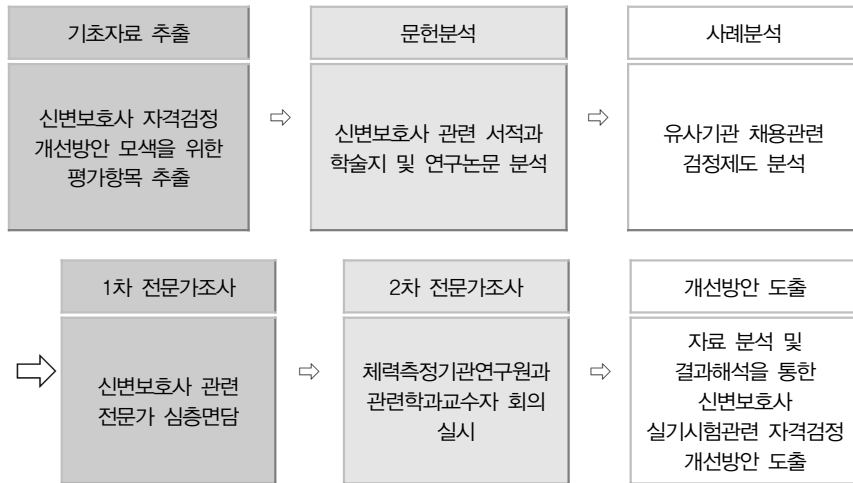 기초자료 추출
문헌분석
사례분석
신변보호사 자격검정
개선방안 모색을 위한
평가항목 추출
신변보호사 관련 서적과
학술지 및 연구논문 분석
유사기관 채용관련
검정제도 분석
1차 전문가조사
2차 전문가조사
개선방안 도출
신변보호사 관련
전문가 심층면담
체력측정기관연구원과
관련학과교수자 회의
실시
자료 분석 및
결과해석을 통한
신변보호사
실기시험관련 자격검정
개선방안 도출